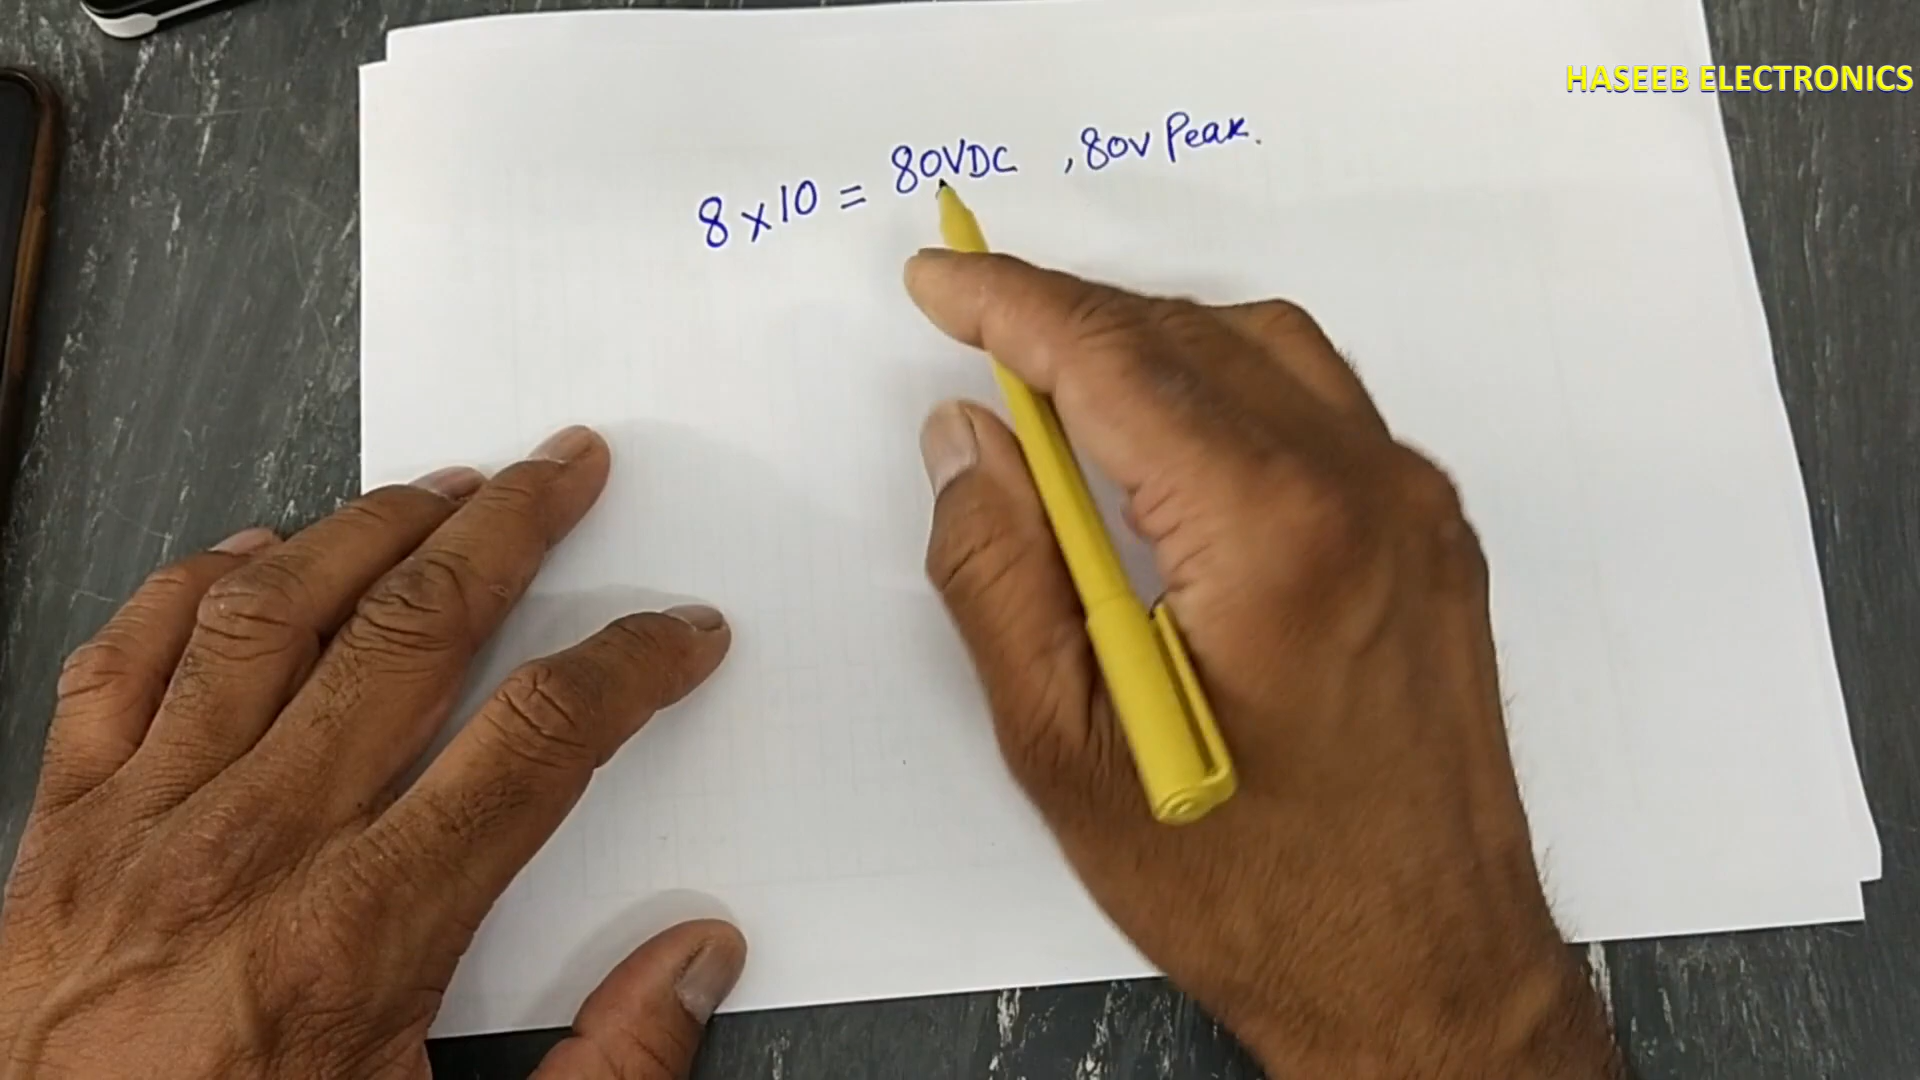 HASEEB ELECTRONICS
8 x 10 = 80VDC , 80V Peak.